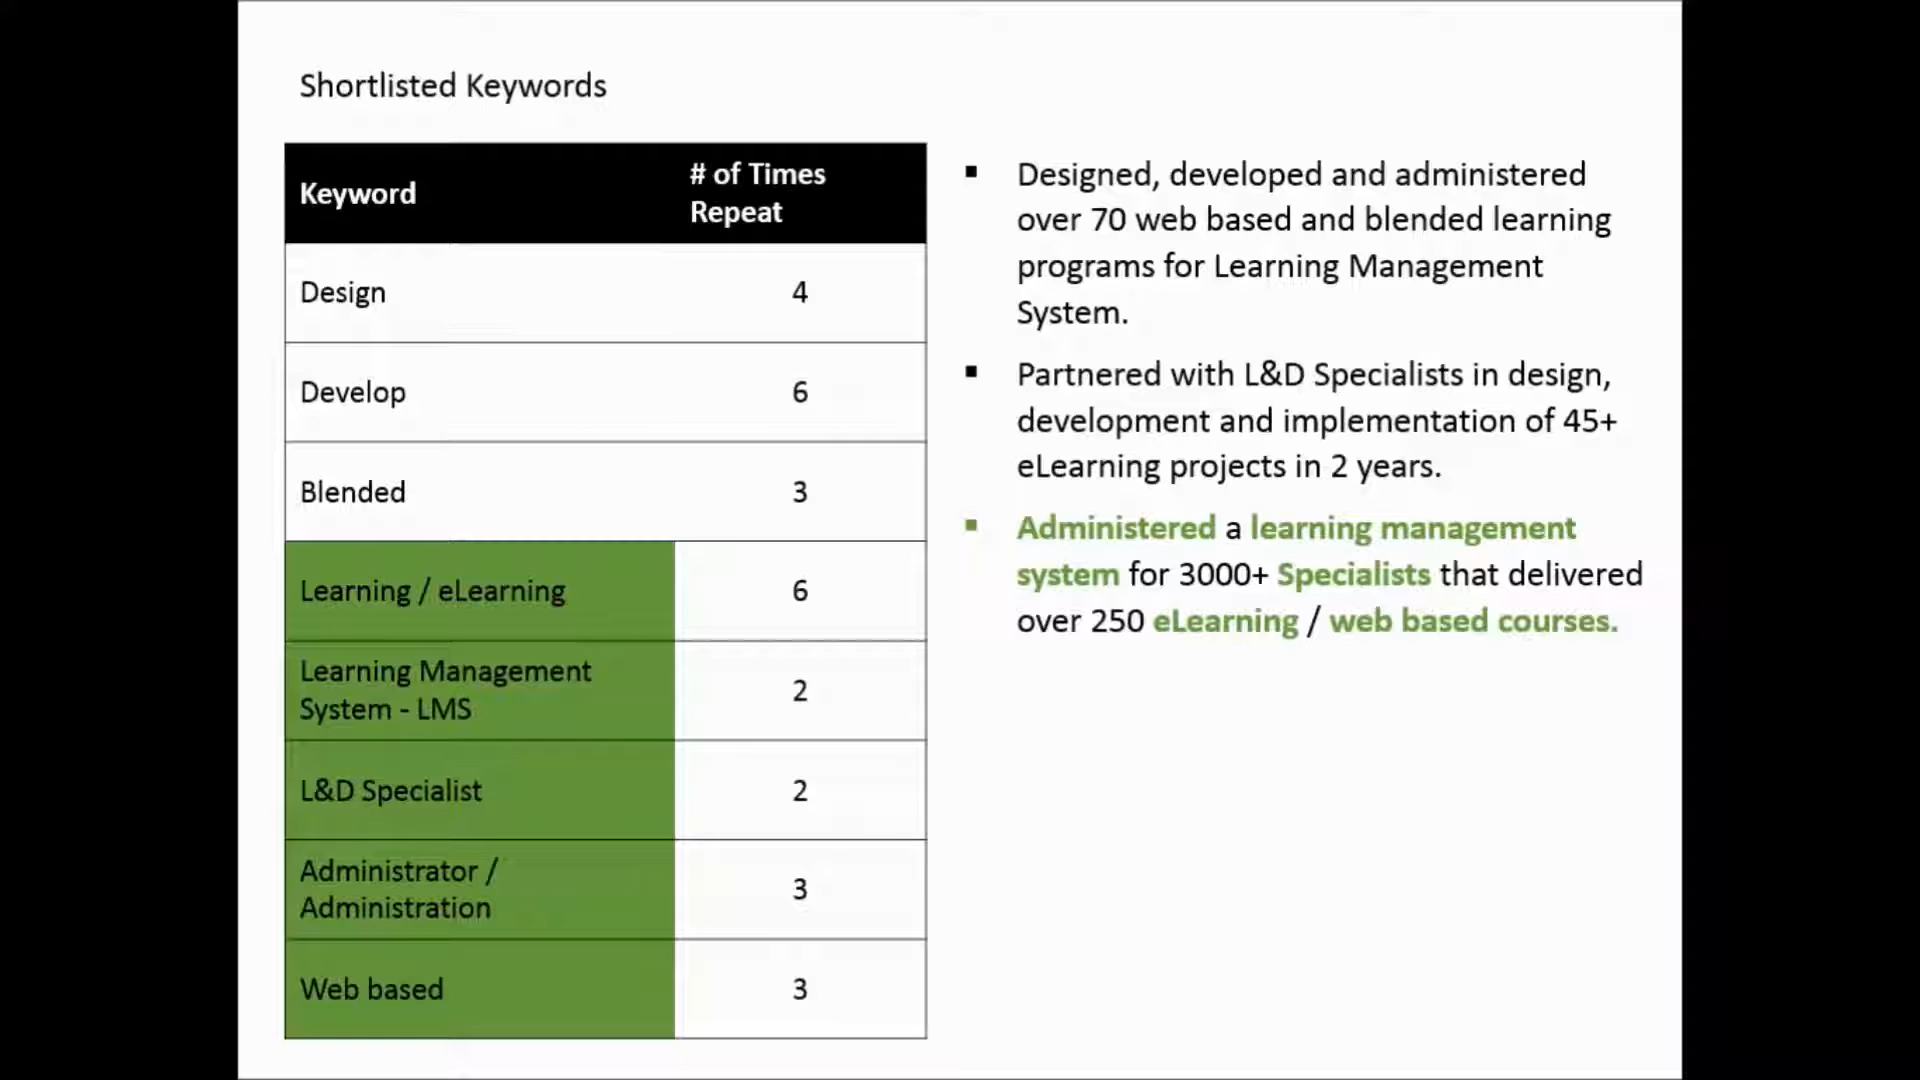 Shortlisted Keywords
Keyword
# of Times
Repeat
Design 4
Develop 6
Blended 3
Learning / eLearning 6
Learning Management
System - LMS
2
L&D Specialist 2
Administrator /
Administration
3
Web based 3
▪ Designed, developed and administered
over 70 web based and blended learning
programs for Learning Management
System.
▪ Partnered with L&D Specialists in design,
development and implementation of 45+
eLearning projects in 2 years.
▪ Administered a learning management
system for 3000+ Specialists that delivered
over 250 eLearning / web based courses.